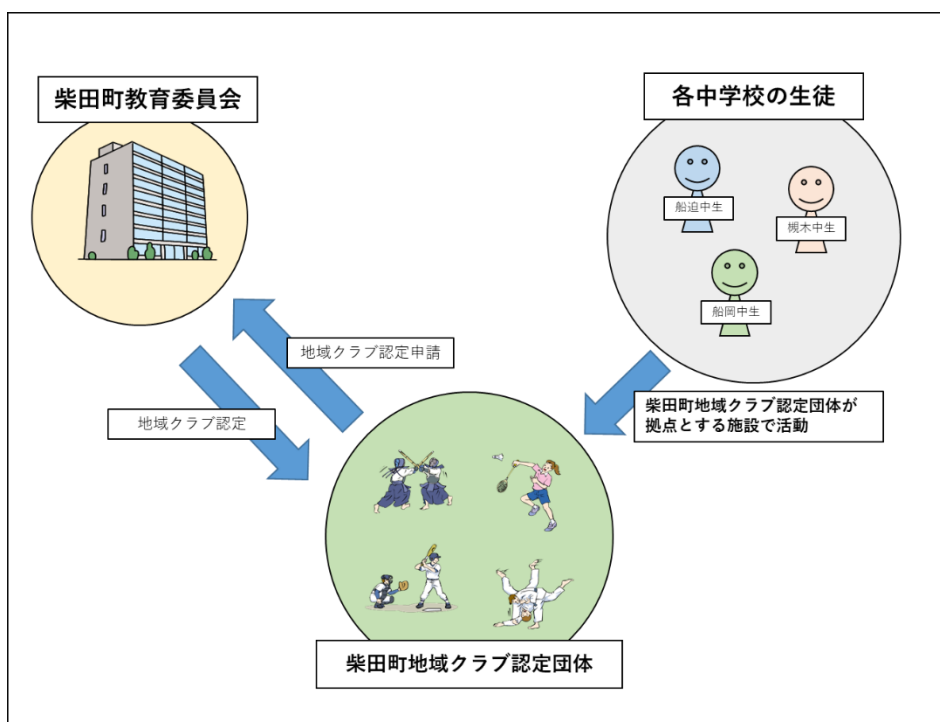 柴田町教育委員会
各中学校の生徒
船迫中生
槻木中生
船岡中生
地域クラブ認定申請
地域クラブ認定
柴田町地域クラブ認定団体が
拠点とする施設で活動
柴田町地域クラブ認定団体